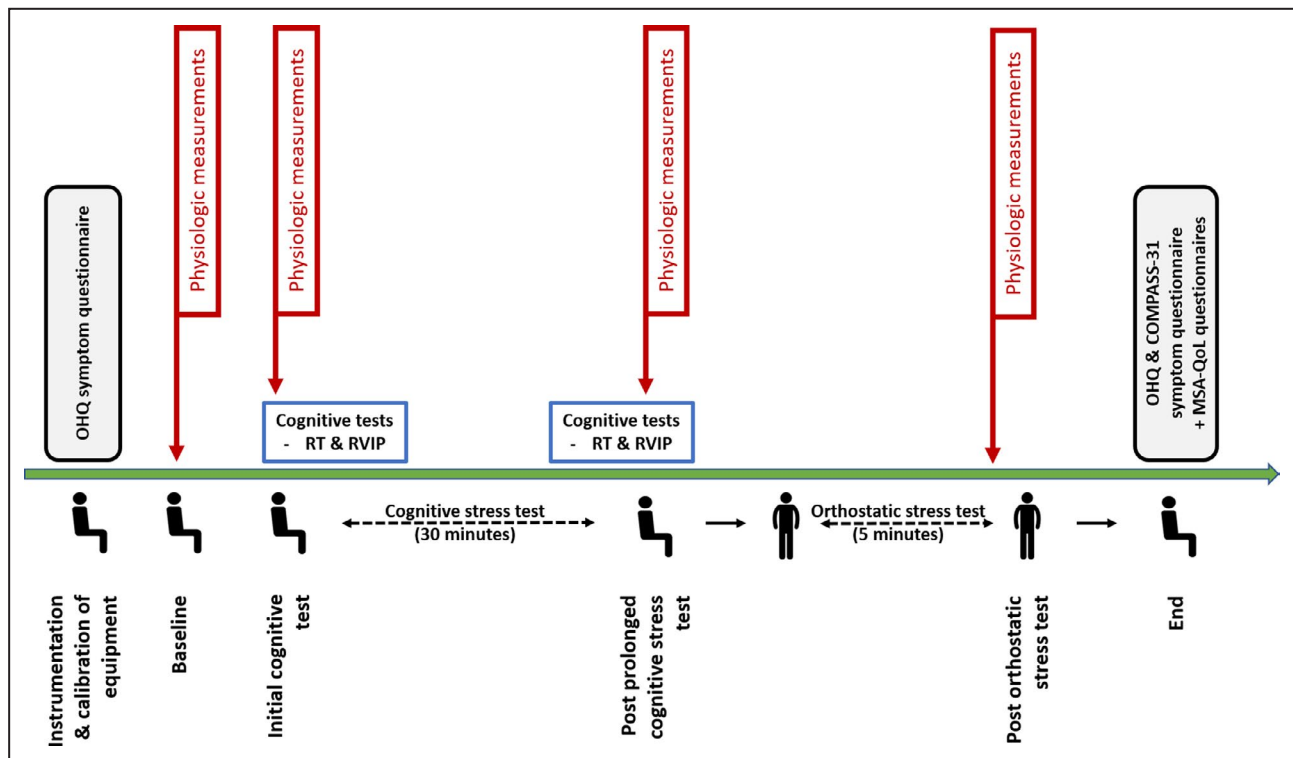 OHQ symptom questionnaire
Physiologic measurements
Physiologic measurements
Physiologic measurements
Physiologic measurements
OHQ & COMPASS-31
symptom questionnaire
+ MSA-QoL questionnaires
Cognitive tests
- RT & RVIP
Cognitive tests
- RT & RVIP
Cognitive stress test
(30 minutes)
Orthostatic stress test
(5 minutes)
Instrumentation
& calibration of
equipment
Baseline
Initial cognitive
test
Post prolonged
cognitive stress
test
Post orthostatic
stress test
End